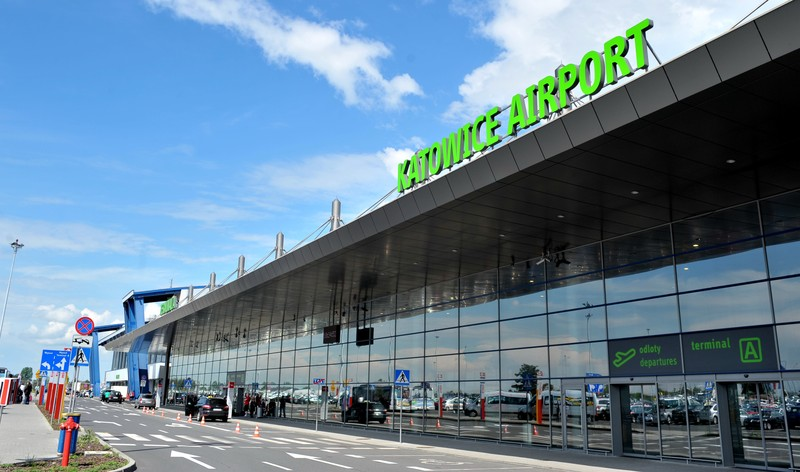 KATOWICE AIRPORT
odloty
departures
terminal A